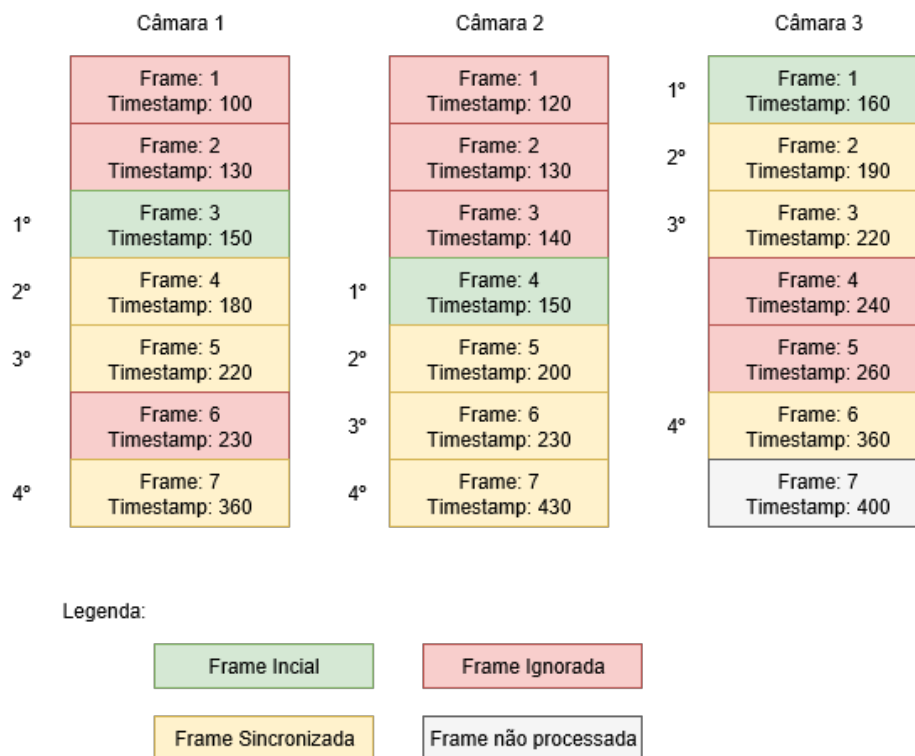 Câmara 1
Câmara 2
Câmara 3
Frame: 1
Timestamp: 100
Frame: 2
Timestamp: 130
1º
Frame: 3
Timestamp: 150
2º
Frame: 4
Timestamp: 180
3º
Frame: 5
Timestamp: 220
Frame: 6
Timestamp: 230
4º
Frame: 7
Timestamp: 360
Frame: 1
Timestamp: 120
Frame: 2
Timestamp: 130
Frame: 3
Timestamp: 140
1º
Frame: 4
Timestamp: 150
2º
Frame: 5
Timestamp: 200
3º
Frame: 6
Timestamp: 230
4º
Frame: 7
Timestamp: 430
1º
Frame: 1
Timestamp: 160
2º
Frame: 2
Timestamp: 190
3º
Frame: 3
Timestamp: 220
Frame: 4
Timestamp: 240
Frame: 5
Timestamp: 260
4º
Frame: 6
Timestamp: 360
Frame: 7
Timestamp: 400
Legenda:
Frame Incial
Frame Ignorada
Frame Sincronizada
Frame não processada